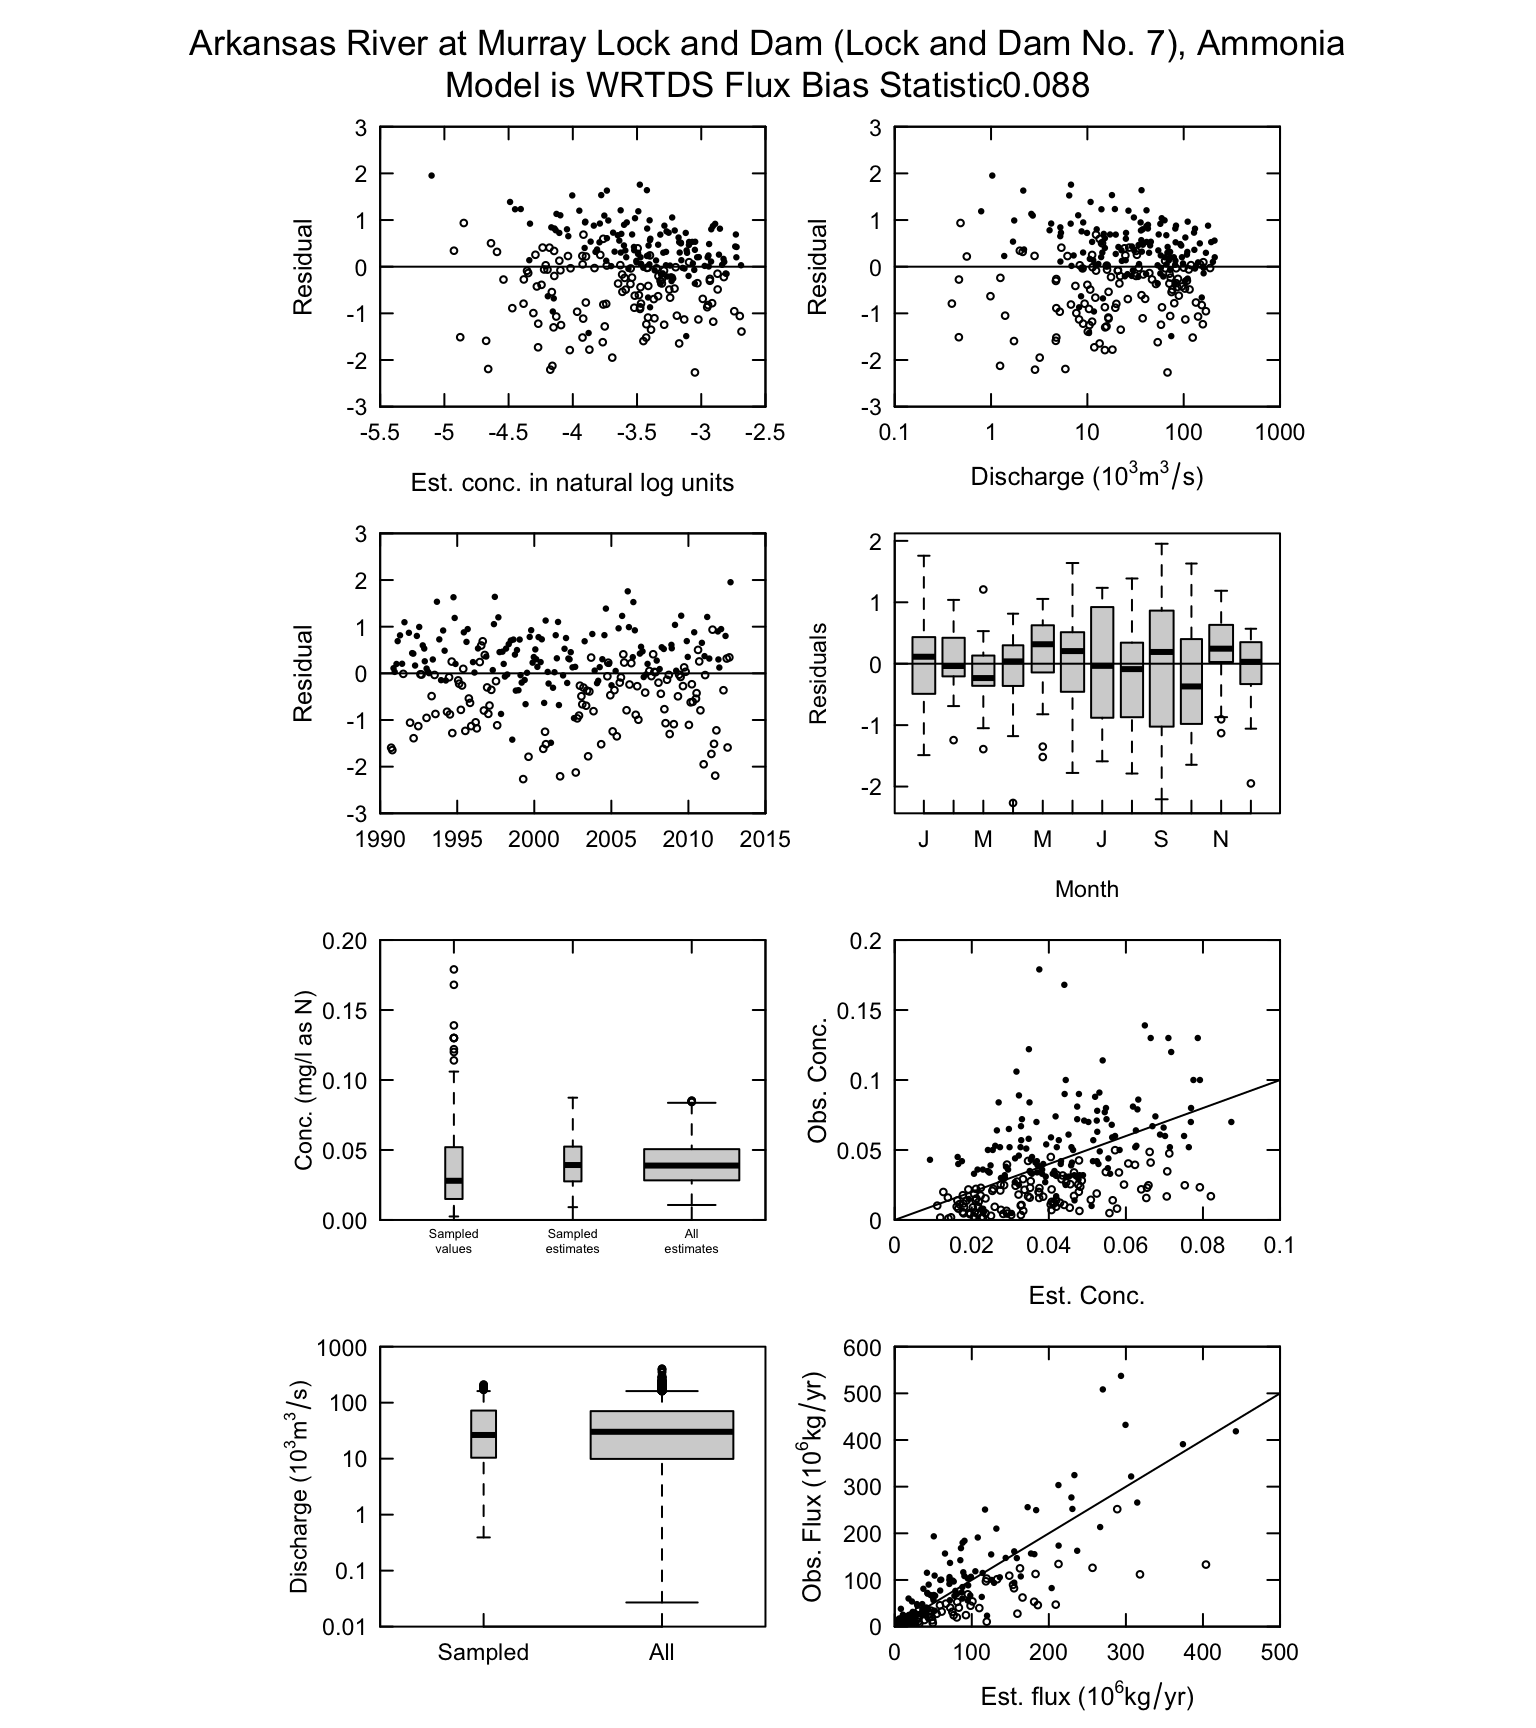 Arkansas River at Murray Lock and Dam (Lock and Dam No. 7), Ammonia
Model is WRTDS Flux Bias Statistic0.088
3
2
1
0
-1
-2
-3
Residual
-5.5 -5 -4.5 -4 -3.5 -3 -2.5
Est. conc. in natural log units
3
2
1
0
-1
-2
-3
Residual
0.1 1 10 100 1000
Discharge (10³m³/s)
3
2
1
0
-1
-2
-3
Residual
1990 1995 2000 2005 2010 2015
2
1
0
-1
-2
Residuals
J M M J S N
Month
0.20
0.15
0.10
0.05
0.00
Conc. (mg/l as N)
Sampled values
Sampled estimates
All estimates
0.2
0.15
0.1
0.05
0
Obs. Conc.
0 0.02 0.04 0.06 0.08 0.1
Est. Conc.
1000
100
10
1
0.1
0.01
Discharge (10³m³/s)
Sampled All
600
500
400
300
200
100
0
Obs. Flux (10⁶kg/yr)
0 100 200 300 400 500
Est. flux (10⁶kg/yr)